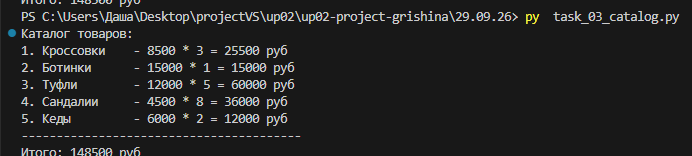 Итого: 148500 руб
PS C:\Users\Даша\Desktop\projectVS\up02\up02-project-grishina\29.09.26> py  task_03_catalog.py
Каталог товаров:
1. Кроссовки    - 8500 * 3 = 25500 руб
2. Ботинки      - 15000 * 1 = 15000 руб
3. Туфли        - 12000 * 5 = 60000 руб
4. Сандалии     - 4500 * 8 = 36000 руб
5. Кеды         - 6000 * 2 = 12000 руб
----------------------------------------
Итого: 148500 руб